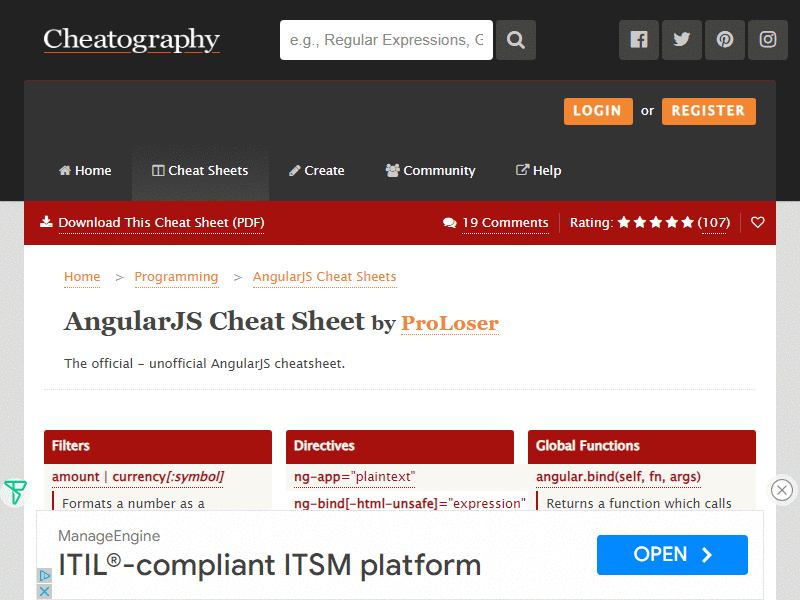 Cheatography
e.g., Regular Expressions, G
LOGIN or REGISTER
Home Cheat Sheets Create Community Help
Download This Cheat Sheet (PDF) 19 Comments Rating: (107)
Home > Programming > AngularJS Cheat Sheets
AngularJS Cheat Sheet by ProLoser
The official - unofficial AngularJS cheatsheet.
Filters
amount | currency[:symbol]
Formats a number as a
Directives
ng-app="plaintext"
ng-bind[-html-unsafe]="expression"
Global Functions
angular.bind(self, fn, args)
Returns a function which calls
ManageEngine
ITIL®-compliant ITSM platform
OPEN